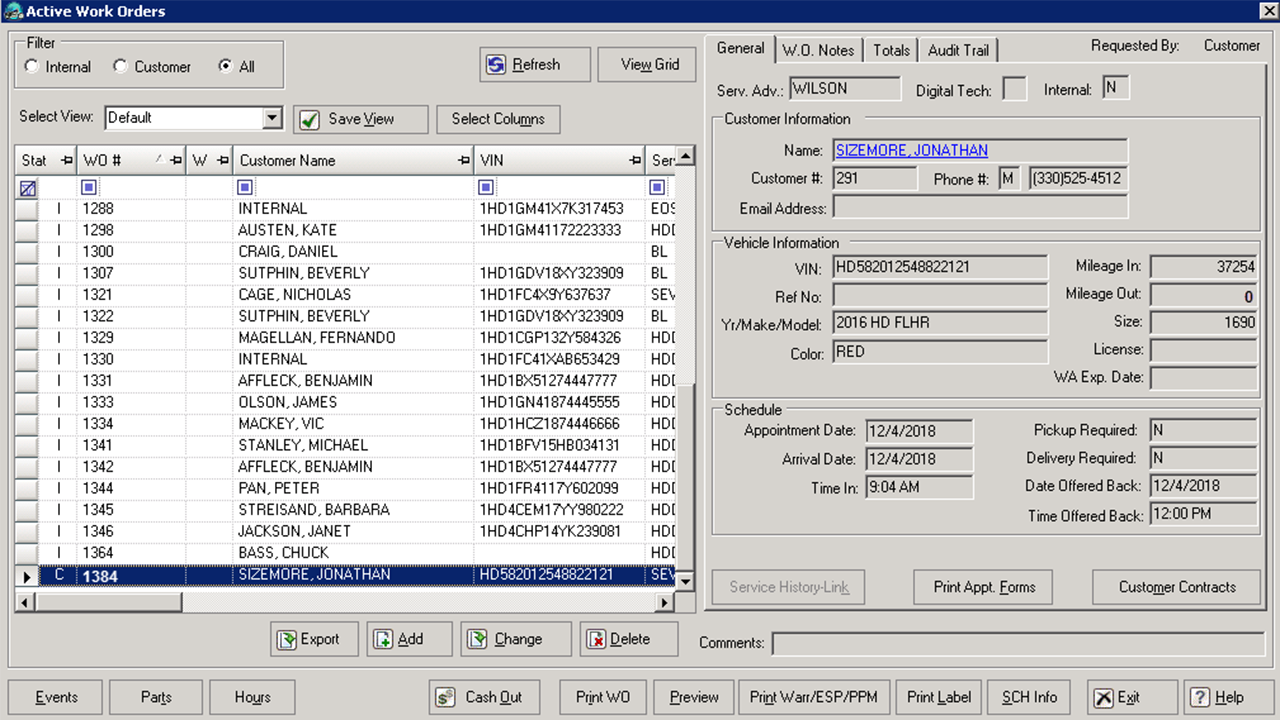 Active Work Orders
Filter
Internal Customer All
Refresh View Grid
Select View: Default Save View Select Columns
Stat WO # W Customer Name VIN Ser
I 1288 INTERNAL 1HD1GM41X7K317453 EOS
I 1298 AUSTEN, KATE 1HD1GM41172223333 HDD
I 1300 CRAIG, DANIEL BL
I 1307 SUTPHIN, BEVERLY 1HD1GDV18XY323909 BL
I 1321 CAGE, NICHOLAS 1HD1FC4X9Y637637 SEV
I 1322 SUTPHIN, BEVERLY 1HD1GDV18XY323909 BL
I 1329 MAGELLAN, FERNANDO 1HD1CGP132Y584326 HDD
I 1330 INTERNAL 1HD1FC41XAB653429 HDD
I 1331 AFFLECK, BENJAMIN 1HD1BX51274447777 HDD
I 1333 OLSON, JAMES 1HD1GN41874445555 HDD
I 1334 MACKEY, VIC 1HD1HCZ1874446666 HDD
I 1341 STANLEY, MICHAEL 1HD1BFV15HB034131 HDD
I 1342 AFFLECK, BENJAMIN 1HD1BX51274447777 HDD
I 1344 PAN, PETER 1HD1FR4117Y602099 HDD
I 1345 STREISAND, BARBARA 1HD4CEM17YY980222 HDD
I 1346 JACKSON, JANET 1HD4CHP14YK239081 HDD
I 1364 BASS, CHUCK HDD
C 1384 SIZEMORE, JONATHAN HD582012548822121 SEV
Export Add Change Delete
General W.O. Notes Totals Audit Trail Requested By: Customer
Serv. Adv.: WILSON Digital Tech: Internal: N
Customer Information
Name: SIZEMORE, JONATHAN
Customer #: 291 Phone #: M (330)525-4512
Email Address:
Vehicle Information
VIN: HD582012548822121 Mileage In: 37254
Ref No: Mileage Out: 0
Yr/Make/Model: 2016 HD FLHR Size: 1690
Color: RED License:
WA Exp. Date:
Schedule
Appointment Date: 12/4/2018 Pickup Required: N
Arrival Date: 12/4/2018 Delivery Required: N
Time In: 9:04 AM Date Offered Back: 12/4/2018
Time Offered Back: 12:00 PM
Service History-Link Print Appt. Forms Customer Contracts
Comments:
Events Parts Hours Cash Out Print WO Preview Print Warr/ESP/PPM Print Label SCH Info Exit Help